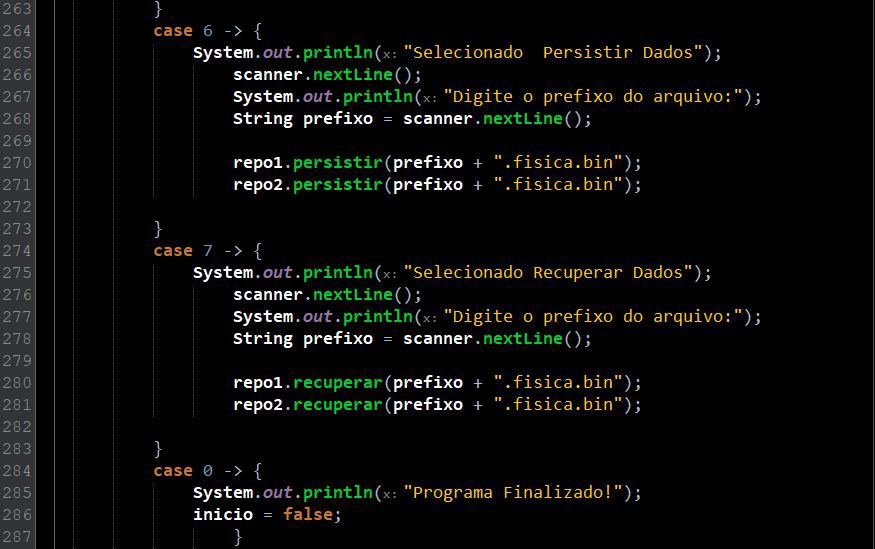 263 }
264 case 6 -> {
265 System.out.println(x: "Selecionado  Persistir Dados");
266 scanner.nextLine();
267 System.out.println(x: "Digite o prefixo do arquivo:");
268 String prefixo = scanner.nextLine();
269
270 repo1.persistir(prefixo + ".fisica.bin");
271 repo2.persistir(prefixo + ".fisica.bin");
272
273 }
274 case 7 -> {
275 System.out.println(x: "Selecionado Recuperar Dados");
276 scanner.nextLine();
277 System.out.println(x: "Digite o prefixo do arquivo:");
278 String prefixo = scanner.nextLine();
279
280 repo1.recuperar(prefixo + ".fisica.bin");
281 repo2.recuperar(prefixo + ".fisica.bin");
282
283 }
284 case 0 -> {
285 System.out.println(x: "Programa Finalizado!");
286 inicio = false;
287 }